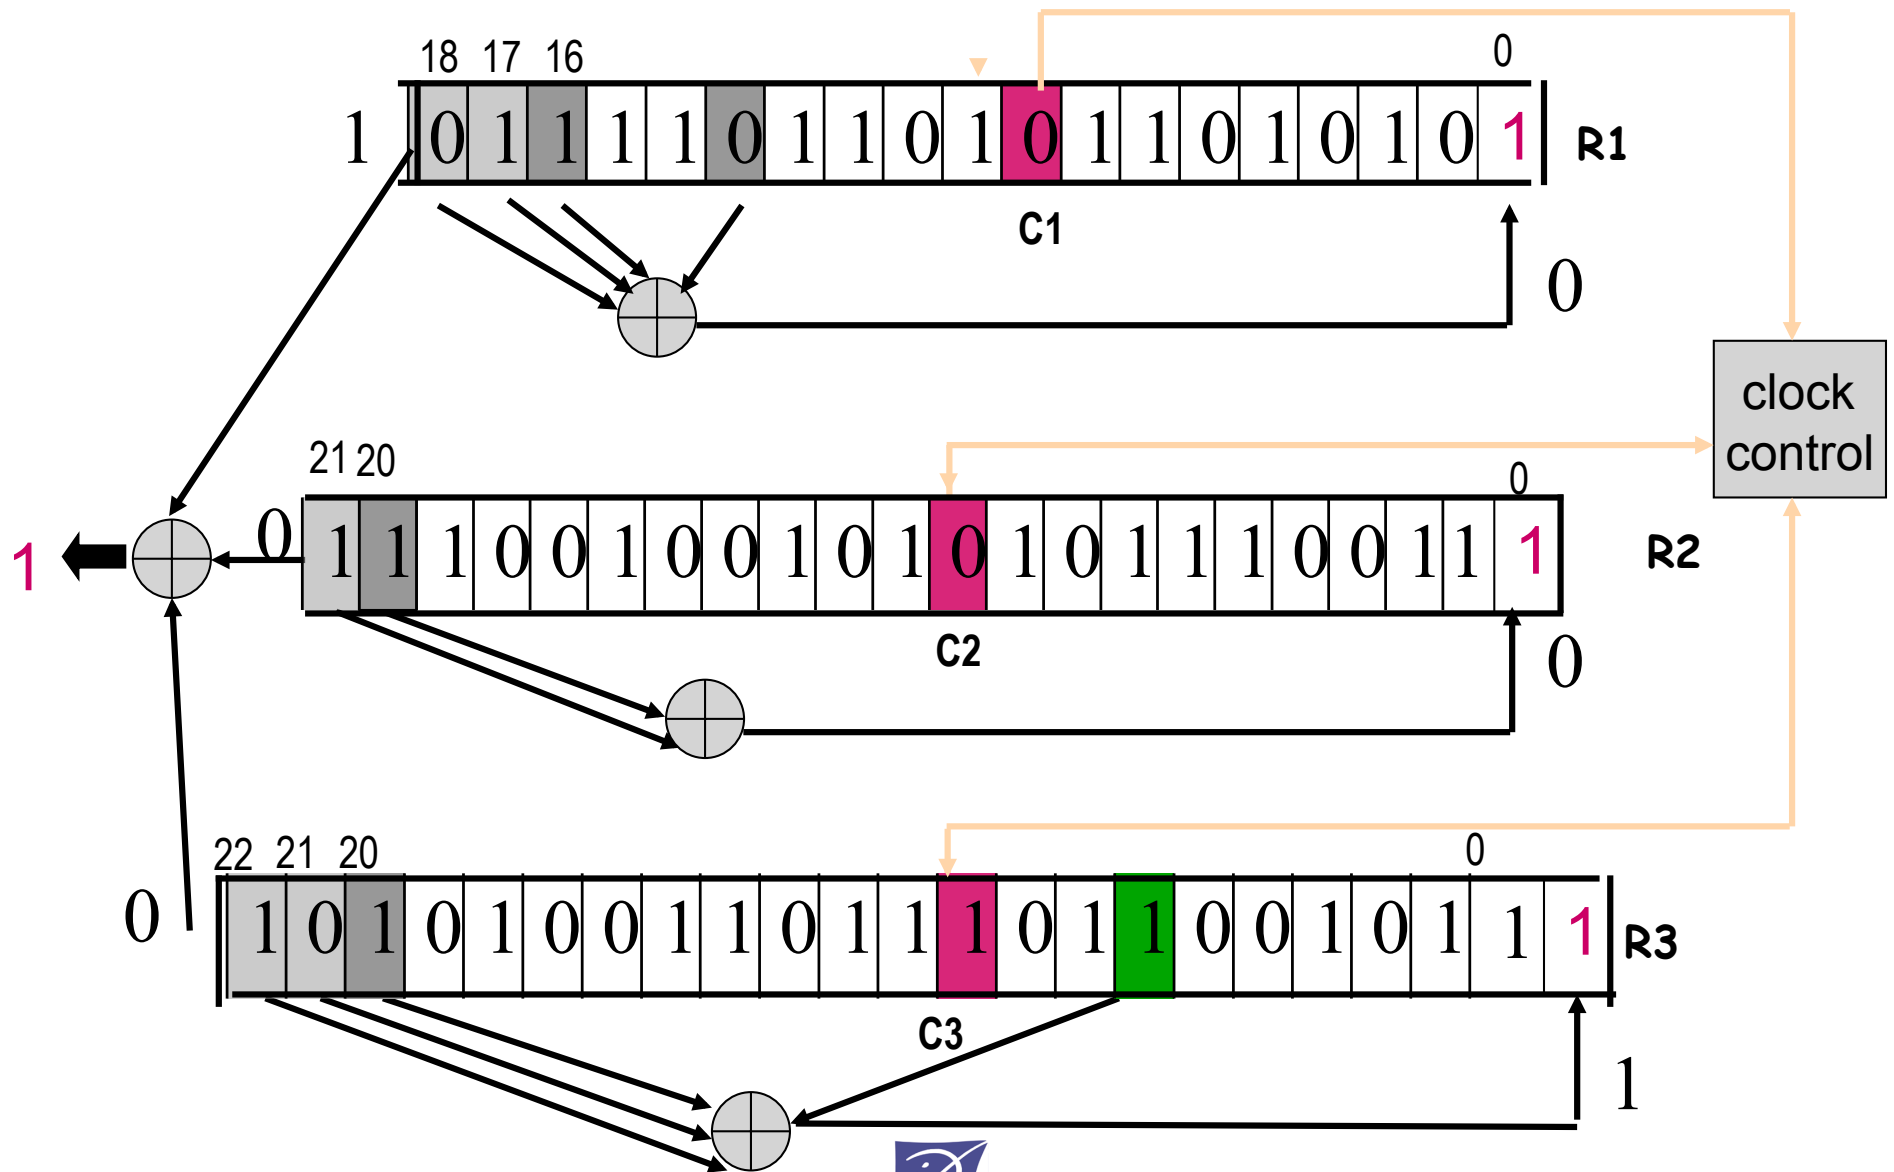 18 17 16 0
1 0 1 1 1 1 0 1 1 0 1 0 1 1 0 1 0 1 0 1 R1
C1
0
clock
control
21 20 0
1 0 1 1 1 0 0 1 0 0 1 0 1 0 1 0 1 1 1 0 0 1 1 1 R2
C2
0
22 21 20 0
0 1 0 1 0 1 0 0 1 1 0 1 1 1 0 1 1 0 0 1 0 1 1 1 R3
C3
1